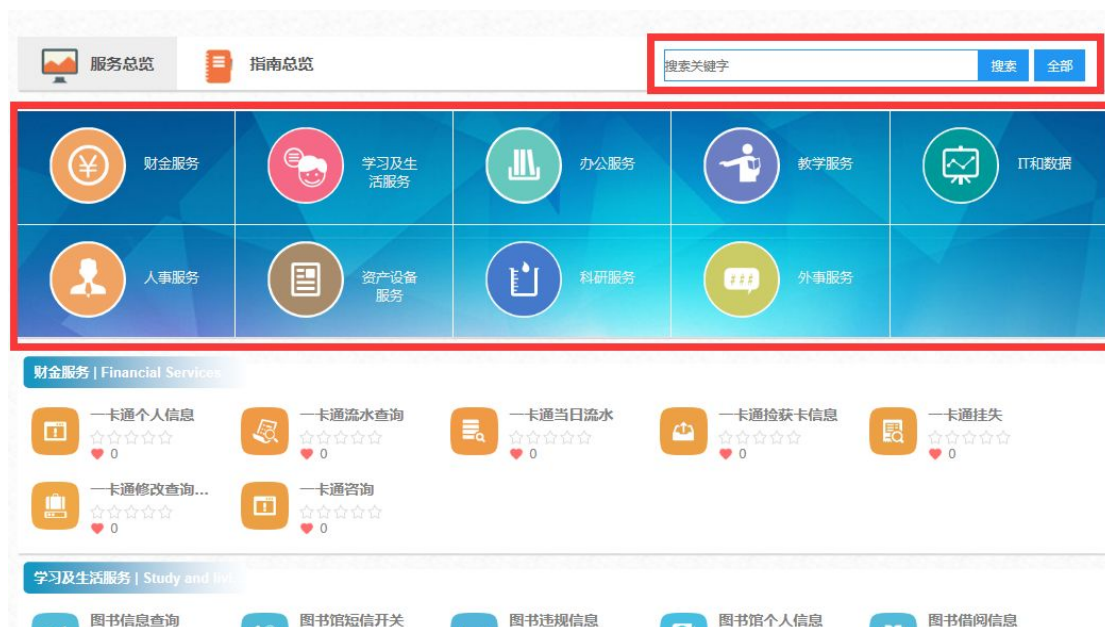 服务总览
指南总览
搜索关键字
搜索
全部
财金服务
学习及生
活服务
办公服务
教学服务
IT和数据
人事服务
资产设备
服务
科研服务
外事服务
财金服务 | Financial Services
一卡通个人信息
一卡通流水查询
一卡通当日流水
一卡通捡获卡信息
一卡通挂失
0
0
0
0
0
一卡通修改查询...
一卡通咨询
0
0
学习及生活服务 | Study and
图书信息查询
图书馆短信开关
图书违规信息
图书馆个人信息
图书借阅信息